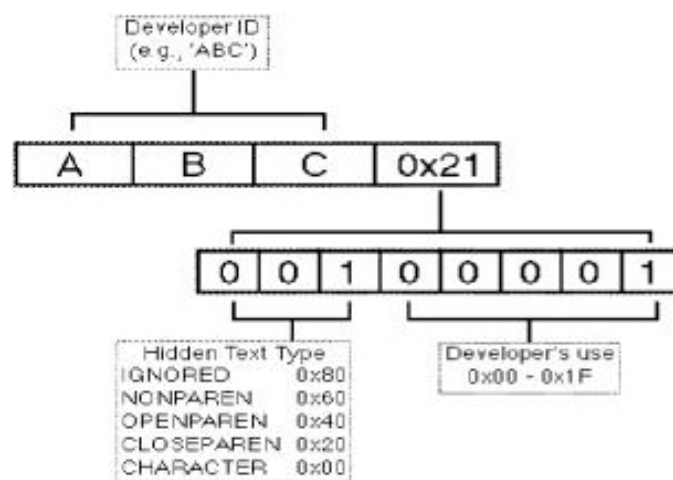 Developer ID
(e.g., 'ABC')
A B C 0x21
0 0 1 0 0 0 0 1
Hidden Text Type
IGNORED 0x80
NONPAREN 0x60
OPENPAREN 0x40
CLOSEPAREN 0x20
CHARACTER 0x00
Developer's use
0x00 - 0x1F